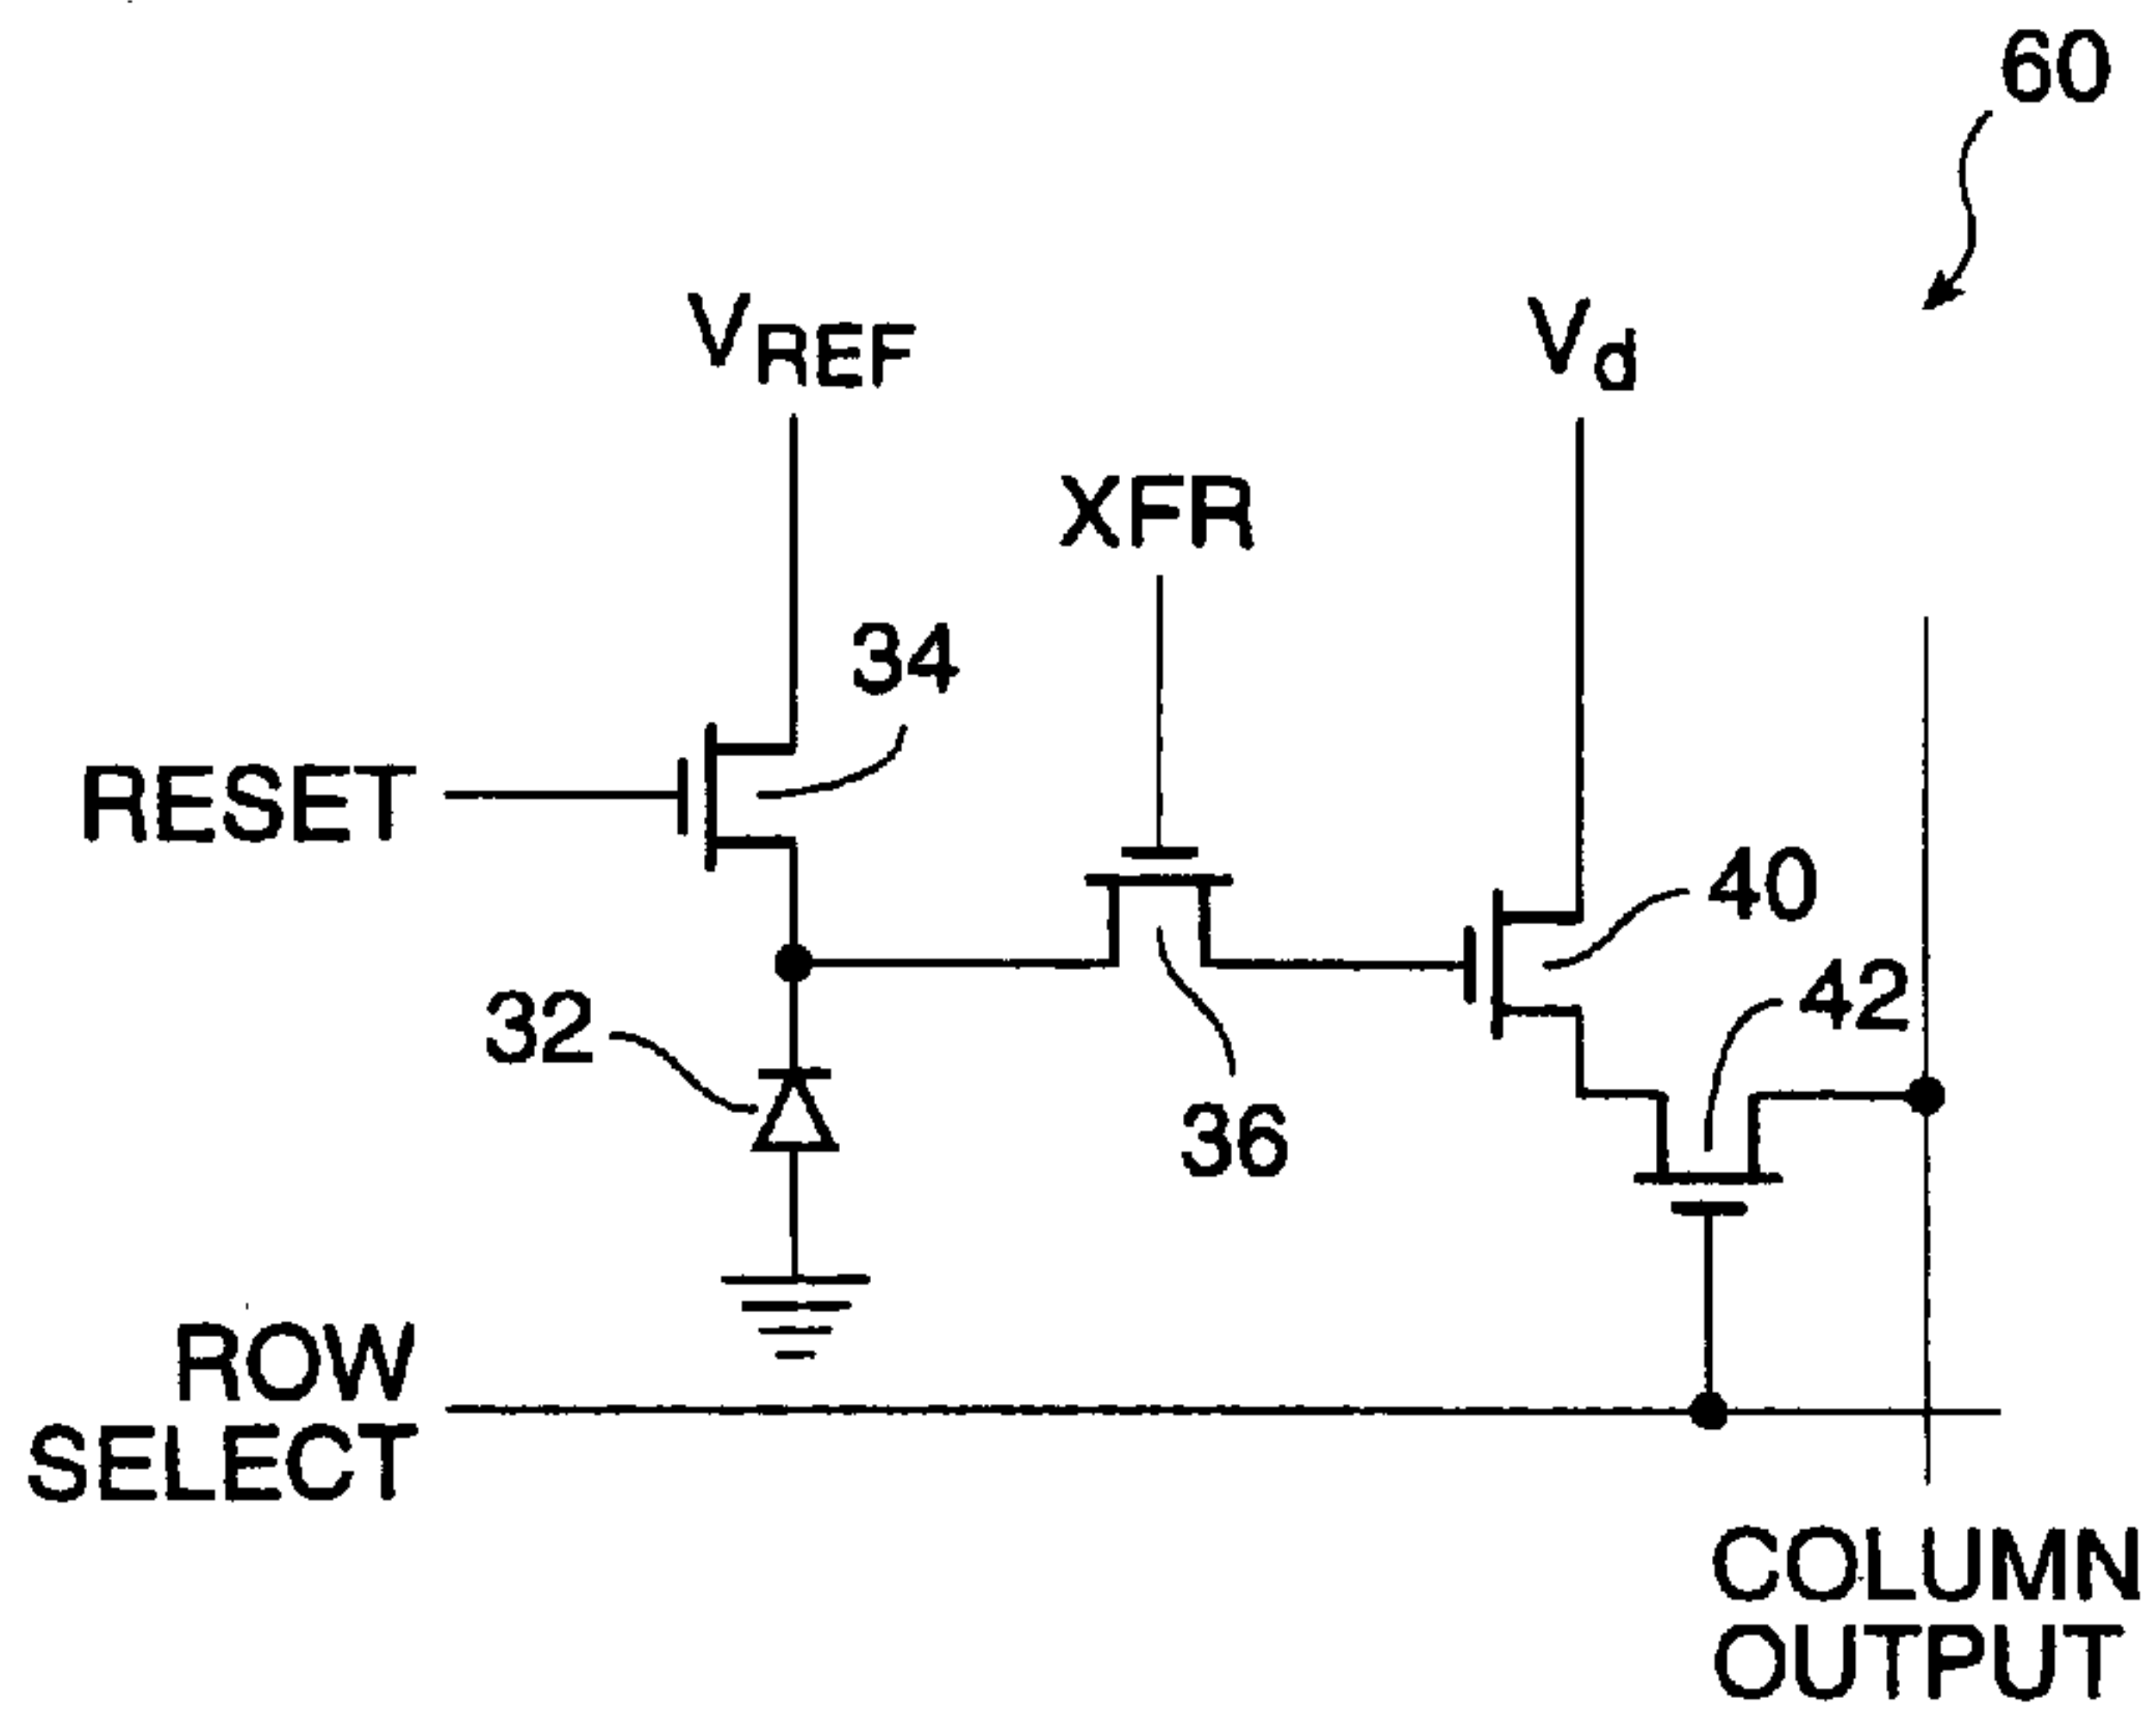 60
VREF
Vd
XFR
34
RESET
40
42
32
36
ROW
SELECT
COLUMN
OUTPUT